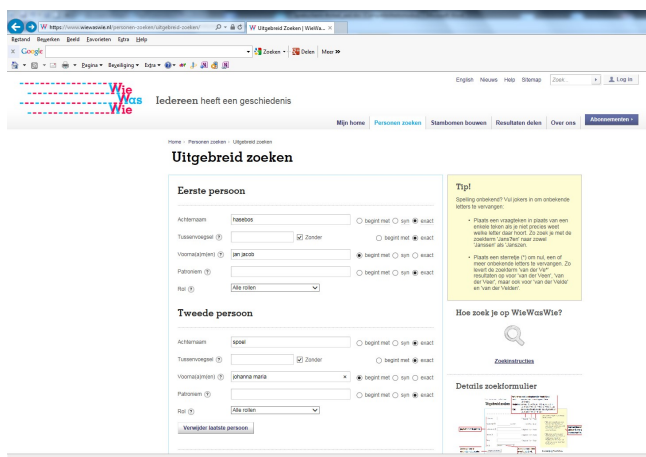 https://www.wiewaswie.nl/personen-zoeken/uitgebreid-zoeken/
W Uitgebreid Zoeken | WieWa... ×
Bestand Bewerken Beeld Favorieten Extra Help
× Google Zoeken Delen Meer »
Pagina Beveiliging Extra
English Nieuws Help Sitemap Zoek Log in
Wie
Was
Wie
Iedereen heeft een geschiedenis
Mijn home Personen zoeken Stambomen bouwen Resultaten delen Over ons Abonnementen
Home › Personen zoeken › Uitgebreid zoeken
Uitgebreid zoeken
Eerste persoon
Achternaam hasebos begint met syn exact
Tussenvoegsel ? Zonder begint met exact
Voorna(a)m(en) ? jan jacob begint met syn exact
Patroniem ? begint met syn exact
Rol ? Alle rollen
Tweede persoon
Achternaam spoel begint met syn exact
Tussenvoegsel ? Zonder begint met exact
Voorna(a)m(en) ? johanna maria × begint met syn exact
Patroniem ? begint met syn exact
Rol ? Alle rollen
Verwijder laatste persoon
Tip!
Spelling onbekend? Vul jokers in om onbekende
letters te vervangen:
• Plaats een vraagteken in plaats van een
enkele teken als je niet precies weet
welke letter daar hoort. Zo zoek je met de
zoekterm 'Jans?en' naar zowel
'Janssen' als 'Janszen.
• Plaats een sterretje (*) om nul, een of
meer onbekende letters te vervangen. Zo
levert de zoekterm 'van der Ve*'
resultaten op voor 'van der Veen', 'van
der Veer', maar ook voor 'van der Velde'
en 'van der Velden'.
Hoe zoek je op WieWasWie?
Zoekinstructies
Details zoekformulier
Uitgebreid zoeken